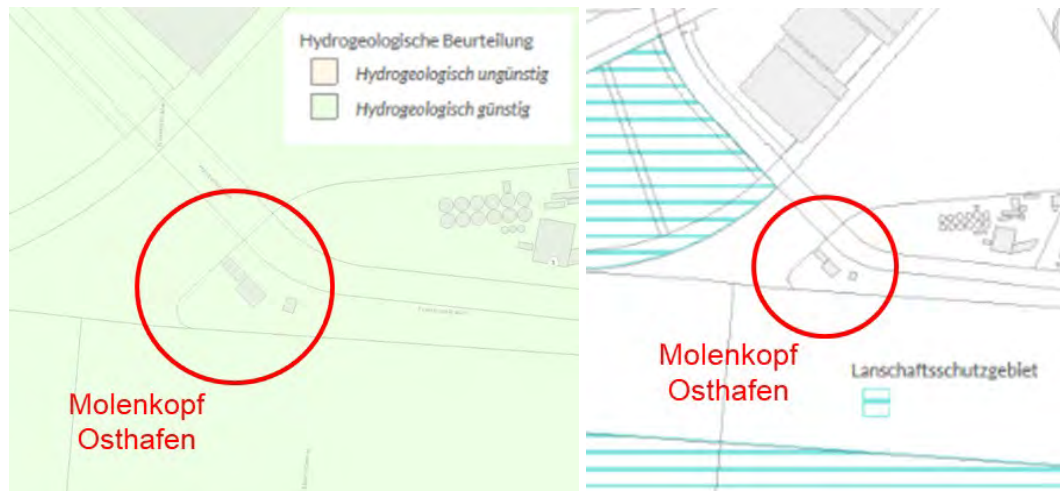 Hydrogeologische Beurteilung
Hydrogeologisch ungünstig
Hydrogeologisch günstig
Molenkopf
Osthafen
Molenkopf
Osthafen
Lanschaftsschutzgebiet